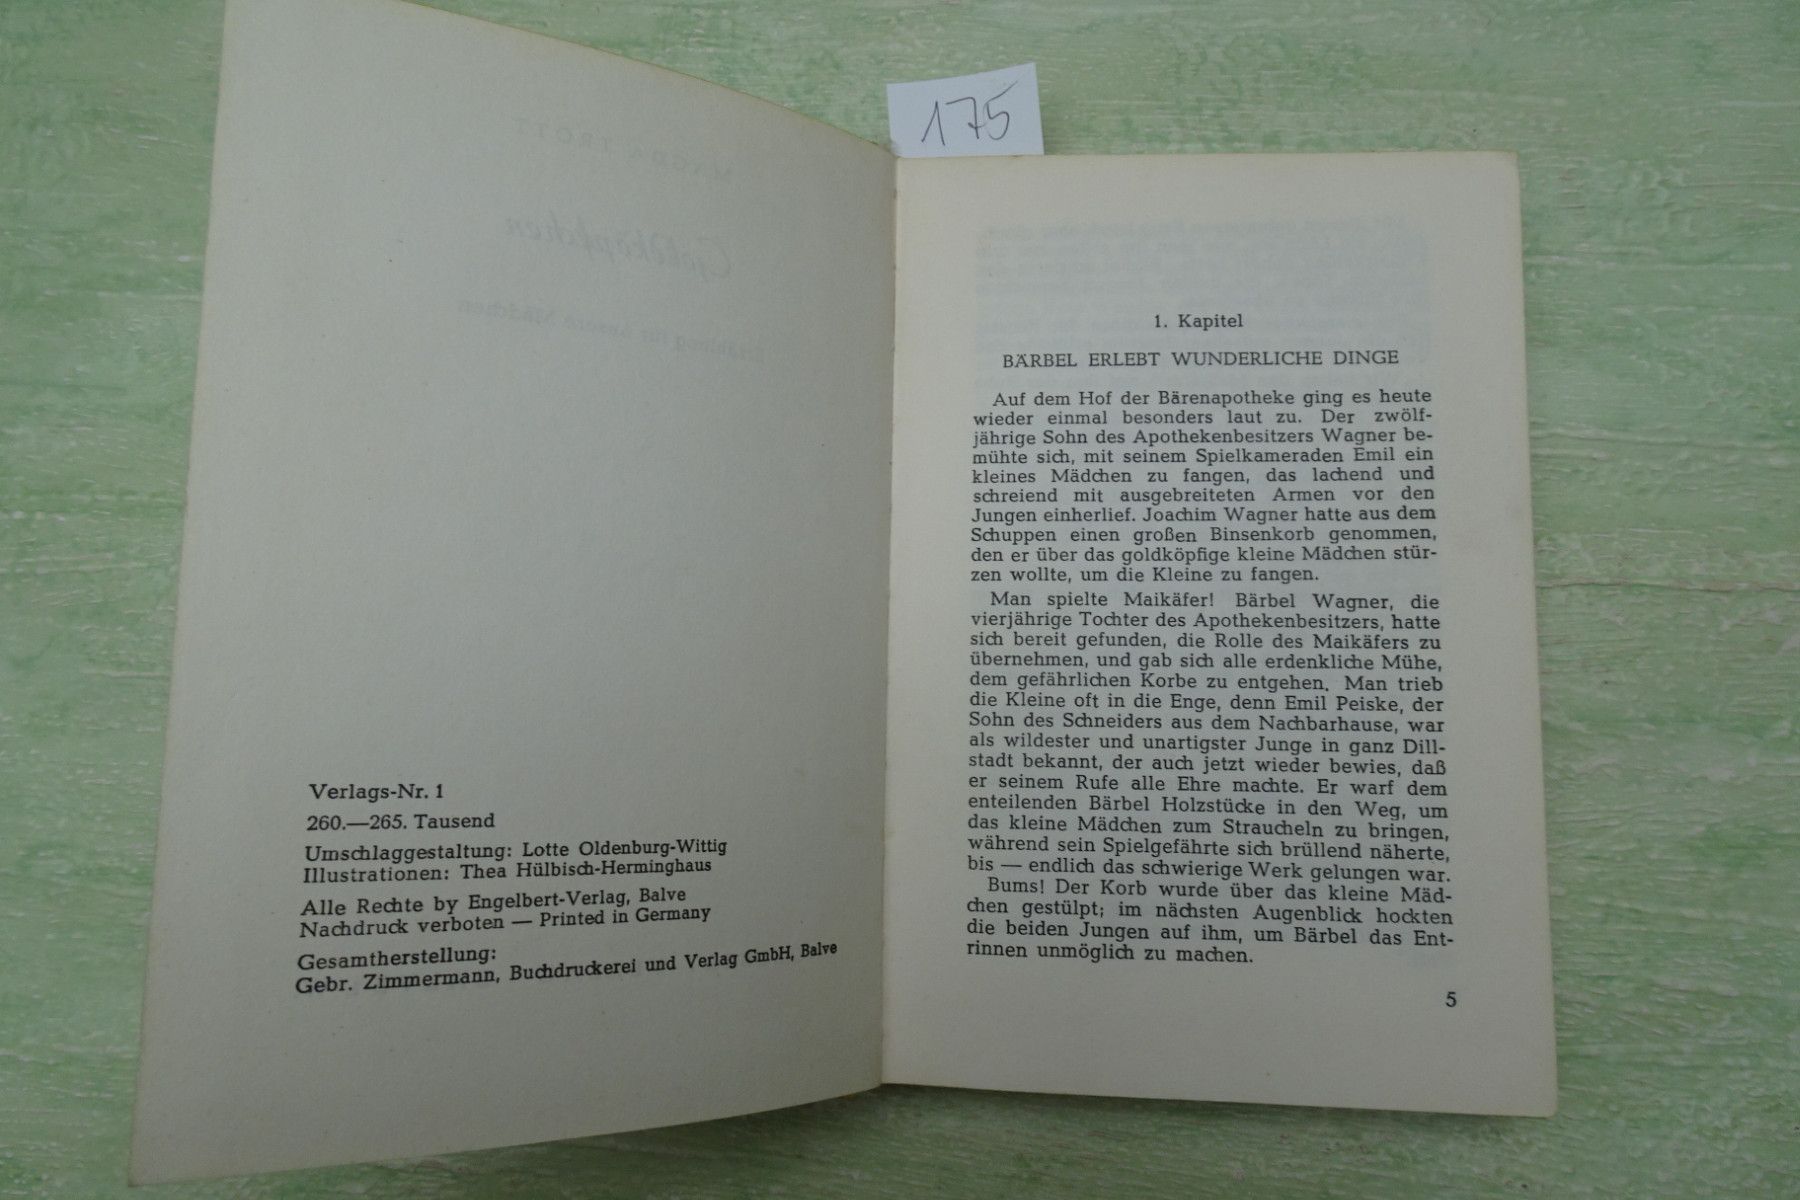 175
MAGDA TROTT
Goldköpfchen
Erzählung für unsere Mädchen
Verlags-Nr. 1
260.—265. Tausend
Umschlaggestaltung: Lotte Oldenburg-Wittig
Illustrationen: Thea Hülbisch-Herminghaus
Alle Rechte by Engelbert-Verlag, Balve
Nachdruck verboten — Printed in Germany
Gesamtherstellung:
Gebr. Zimmermann, Buchdruckerei und Verlag GmbH, Balve
1. Kapitel
BÄRBEL ERLEBT WUNDERLICHE DINGE
Auf dem Hof der Bärenapotheke ging es heute
wieder einmal besonders laut zu. Der zwölf-
jährige Sohn des Apothekenbesitzers Wagner be-
mühte sich, mit seinem Spielkameraden Emil ein
kleines Mädchen zu fangen, das lachend und
schreiend mit ausgebreiteten Armen vor den
Jungen einherlief. Joachim Wagner hatte aus dem
Schuppen einen großen Binsenkorb genommen,
den er über das goldköpfige kleine Mädchen stür-
zen wollte, um die Kleine zu fangen.
Man spielte Maikäfer! Bärbel Wagner, die
vierjährige Tochter des Apothekenbesitzers, hatte
sich bereit gefunden, die Rolle des Maikäfers zu
übernehmen, und gab sich alle erdenkliche Mühe,
dem gefährlichen Korbe zu entgehen. Man trieb
die Kleine oft in die Enge, denn Emil Peiske, der
Sohn des Schneiders aus dem Nachbarhause, war
als wildester und unartigster Junge in ganz Dill-
stadt bekannt, der auch jetzt wieder bewies, daß
er seinem Rufe alle Ehre machte. Er warf dem
enteilenden Bärbel Holzstücke in den Weg, um
das kleine Mädchen zum Straucheln zu bringen,
während sein Spielgefährte sich brüllend näherte,
bis — endlich das schwierige Werk gelungen war.
Bums! Der Korb wurde über das kleine Mäd-
chen gestülpt; im nächsten Augenblick hockten
die beiden Jungen auf ihm, um Bärbel das Ent-
rinnen unmöglich zu machen.
5